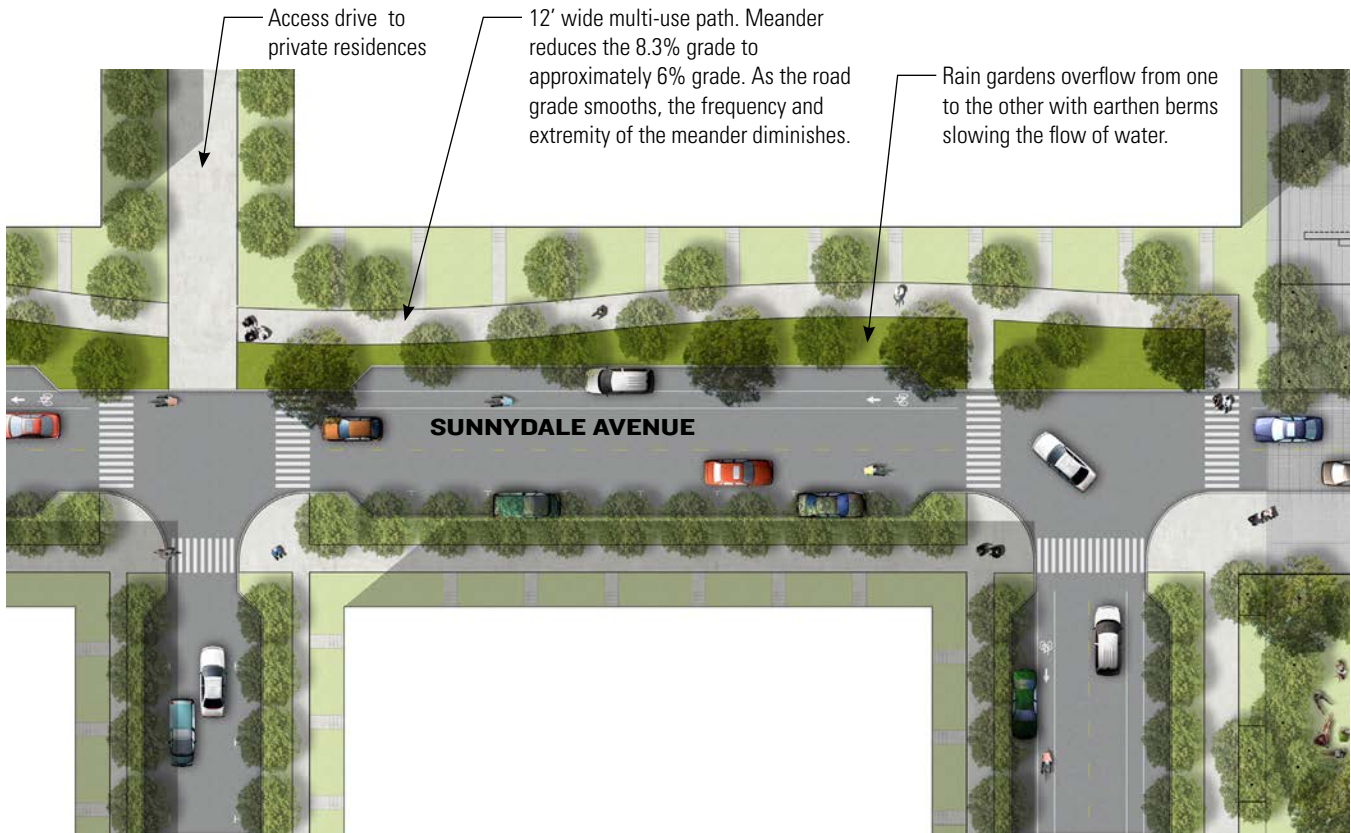 Access drive to
private residences
12’ wide multi-use path. Meander
reduces the 8.3% grade to
approximately 6% grade. As the road
grade smooths, the frequency and
extremity of the meander diminishes.
Rain gardens overflow from one
to the other with earthen berms
slowing the flow of water.
SUNNYDALE AVENUE